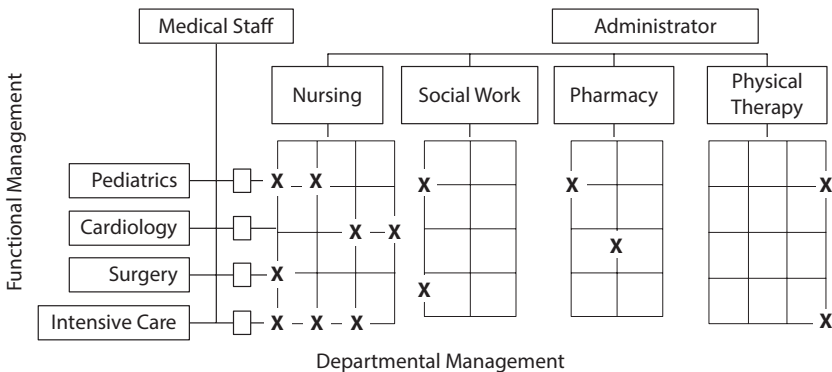 Medical Staff
Administrator
Nursing
Social Work
Pharmacy
Physical
Therapy
Functional Management
Pediatrics
X X X X X
Cardiology
X X
X
Surgery
X
X
Intensive Care
X X X X
Departmental Management